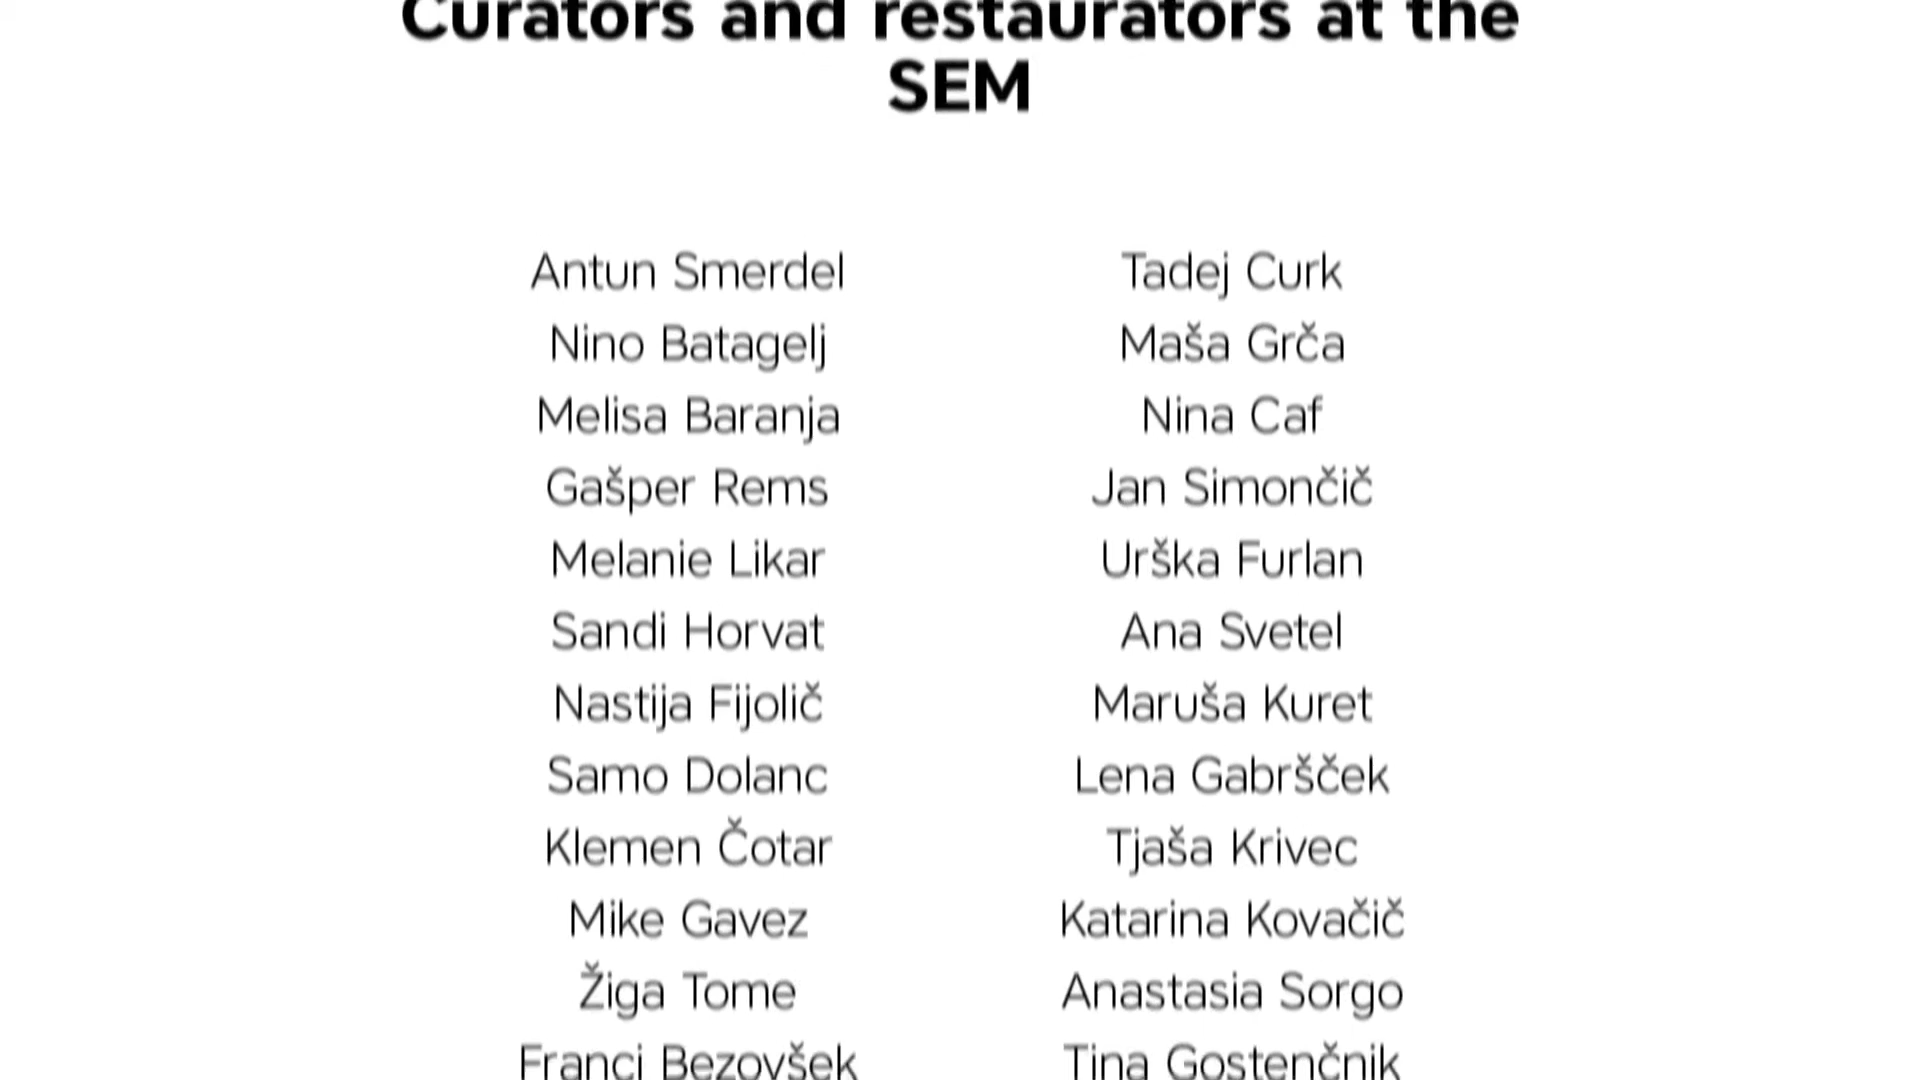 Curators and restaurators at the
SEM
Antun Smerdel
Tadej Curk
Nino Batagelj
Maša Grča
Melisa Baranja
Nina Caf
Gašper Rems
Jan Simončič
Melanie Likar
Urška Furlan
Sandi Horvat
Ana Svetel
Nastija Fijolič
Maruša Kuret
Samo Dolanc
Lena Gabršček
Klemen Čotar
Tjaša Krivec
Mike Gavez
Katarina Kovačič
Žiga Tome
Anastasia Sorgo
Franci Bezovšek
Tina Gostenčnik